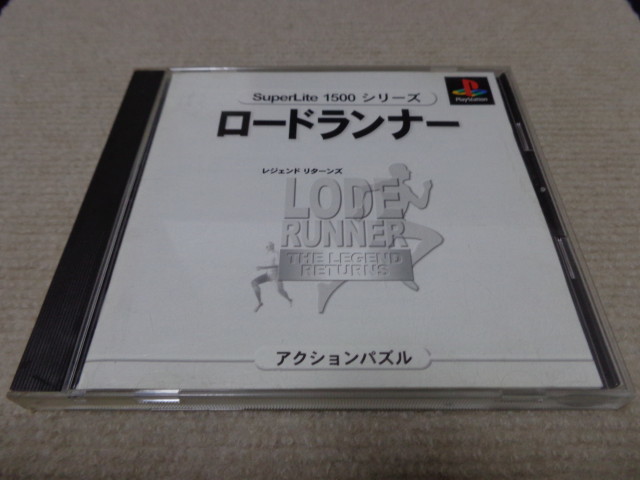 SuperLite 1500 シリーズ
PlayStation
ロードランナー
レジェンド リターンズ
LODE
RUNNER
THE LEGEND
RETURNS
アクションパズル